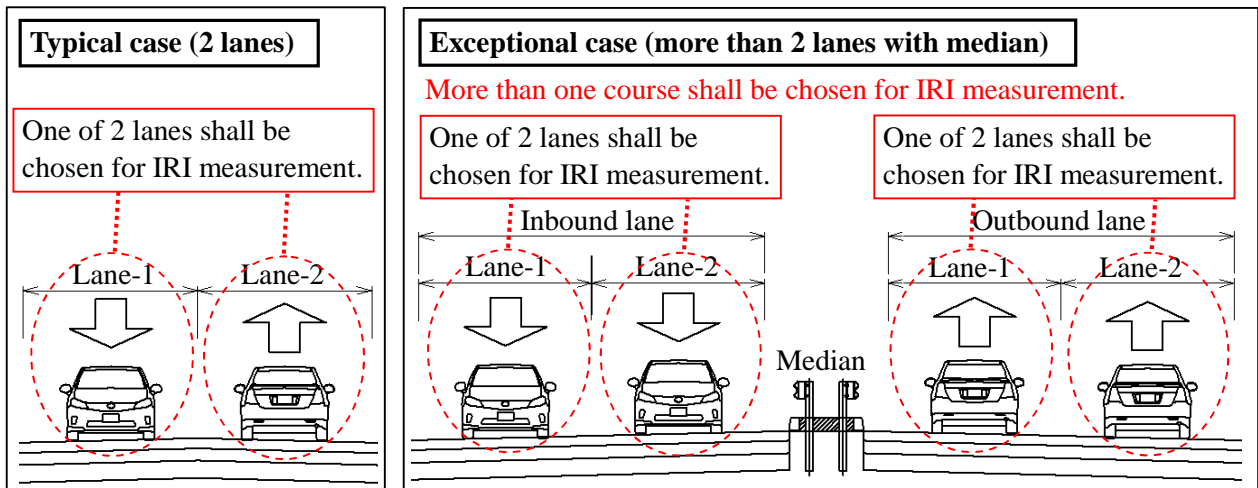 Typical case (2 lanes)
One of 2 lanes shall be
chosen for IRI measurement.
Lane-1
Lane-2
Exceptional case (more than 2 lanes with median)
More than one course shall be chosen for IRI measurement.
One of 2 lanes shall be
chosen for IRI measurement.
Inbound lane
Lane-1
Lane-2
Median
One of 2 lanes shall be
chosen for IRI measurement.
Outbound lane
Lane-1
Lane-2